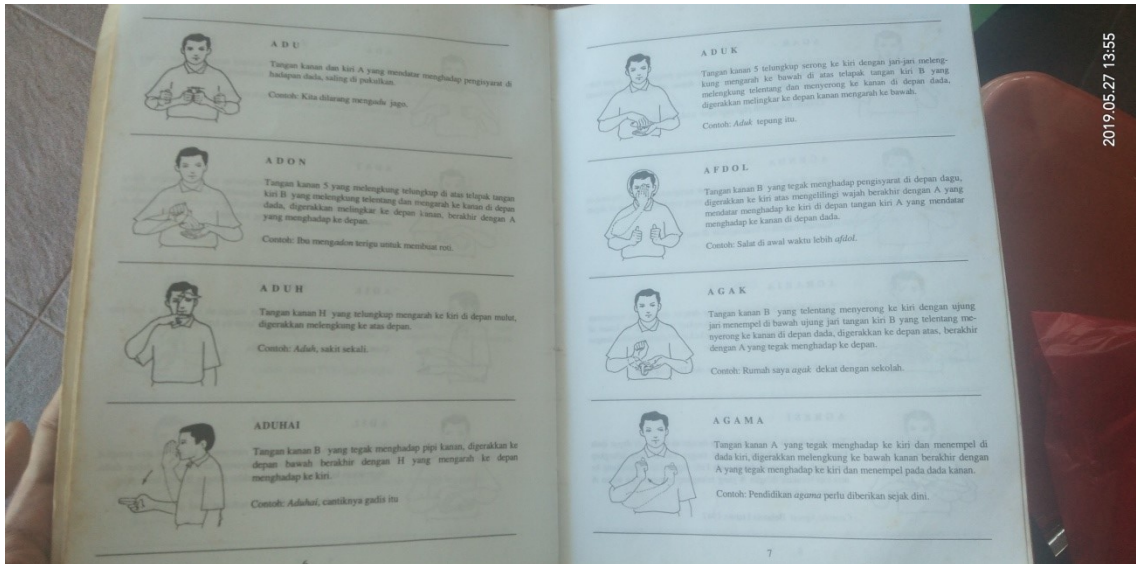 ADU
Tangan kanan dan kiri A yang mendatar menghadap pengisyarat di
hadapan dada, saling di pukulkan.
Contoh: Kita dilarang mengadu jago.
ADON
Tangan kanan 5 yang melengkung telungkup di atas telapak tangan
kiri B yang melengkung telentang dan mengarah ke kanan di depan
dada, digerakkan melingkar ke depan kanan, berakhir dengan A
yang menghadap ke depan.
Contoh: Ibu mengadon terigu untuk membuat roti.
ADUH
Tangan kanan H yang telungkup mengarah ke kiri di depan mulut,
digerakkan melengkung ke atas depan.
Contoh: Aduh, sakit sekali.
ADUHAI
Tangan kanan B yang tegak menghadap pipi kanan, digerakkan ke
depan bawah berakhir dengan H yang mengarah ke depan
menghadap ke kiri.
Contoh: Aduhai, cantiknya gadis itu
ADUK
Tangan kanan 5 telungkup serong ke kiri dengan jari-jari meleng-
kung mengarah ke bawah di atas telapak tangan kiri B yang
melengkung telentang dan menyerong ke kanan di depan dada,
digerakkan melingkar ke depan kanan mengarah ke bawah.
Contoh: Aduk tepung itu.
AFDOL
Tangan kanan B yang tegak menghadap pengisyarat di depan dagu,
digerakkan ke kiri atas mengelilingi wajah berakhir dengan A yang
mendatar menghadap ke kiri di depan tangan kiri A yang mendatar
menghadap ke kanan di depan dada.
Contoh: Salat di awal waktu lebih afdol.
AGAK
Tangan kanan B yang telentang menyerong ke kiri dengan ujung
jari menempel di bawah ujung jari tangan kiri B yang telentang me-
nyerong ke kanan di depan dada, digerakkan ke depan atas, berakhir
dengan A yang tegak menghadap ke depan.
Contoh: Rumah saya agak dekat dengan sekolah.
AGAMA
Tangan kanan A yang tegak menghadap ke kiri dan menempel di
dada kiri, digerakkan melengkung ke bawah kanan berakhir dengan
A yang tegak menghadap ke kiri dan menempel pada dada kanan.
Contoh: Pendidikan agama perlu diberikan sejak dini.
7
2019.05.27 13:55